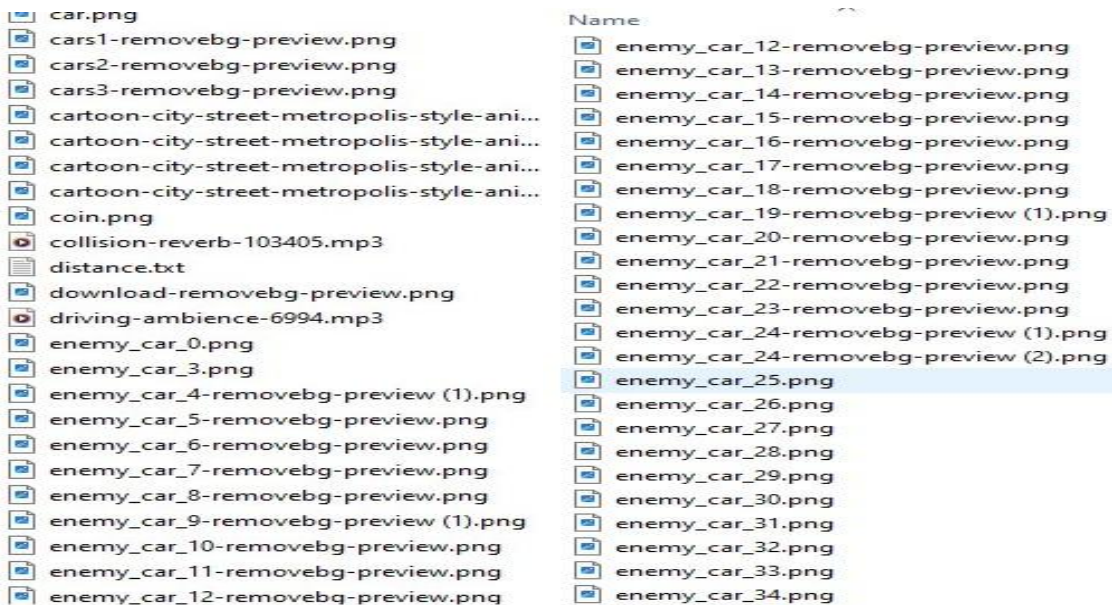 car.png
cars1-removebg-preview.png
cars2-removebg-preview.png
cars3-removebg-preview.png
cartoon-city-street-metropolis-style-ani...
cartoon-city-street-metropolis-style-ani...
cartoon-city-street-metropolis-style-ani...
cartoon-city-street-metropolis-style-ani...
coin.png
collision-reverb-103405.mp3
distance.txt
download-removebg-preview.png
driving-ambience-6994.mp3
enemy_car_0.png
enemy_car_3.png
enemy_car_4-removebg-preview (1).png
enemy_car_5-removebg-preview.png
enemy_car_6-removebg-preview.png
enemy_car_7-removebg-preview.png
enemy_car_8-removebg-preview.png
enemy_car_9-removebg-preview (1).png
enemy_car_10-removebg-preview.png
enemy_car_11-removebg-preview.png
enemy_car_12-removebg-preview.png
Name
enemy_car_12-removebg-preview.png
enemy_car_13-removebg-preview.png
enemy_car_14-removebg-preview.png
enemy_car_15-removebg-preview.png
enemy_car_16-removebg-preview.png
enemy_car_17-removebg-preview.png
enemy_car_18-removebg-preview.png
enemy_car_19-removebg-preview (1).png
enemy_car_20-removebg-preview.png
enemy_car_21-removebg-preview.png
enemy_car_22-removebg-preview.png
enemy_car_23-removebg-preview.png
enemy_car_24-removebg-preview (1).png
enemy_car_24-removebg-preview (2).png
enemy_car_25.png
enemy_car_26.png
enemy_car_27.png
enemy_car_28.png
enemy_car_29.png
enemy_car_30.png
enemy_car_31.png
enemy_car_32.png
enemy_car_33.png
enemy_car_34.png